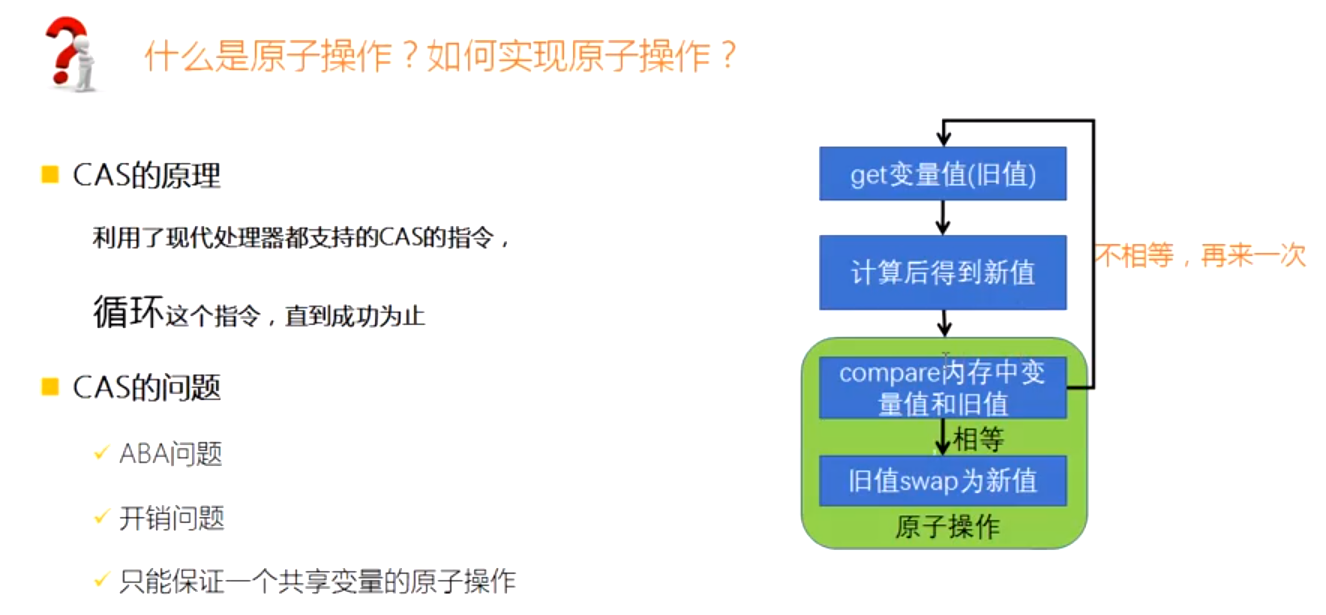 什么是原子操作？如何实现原子操作？
CAS的原理
利用了现代处理器都支持的CAS的指令，
循环这个指令，直到成功为止
CAS的问题
ABA问题
开销问题
只能保证一个共享变量的原子操作
get变量值(旧值)
计算后得到新值
compare内存中变
量值和旧值
相等
旧值swap为新值
原子操作
不相等，再来一次